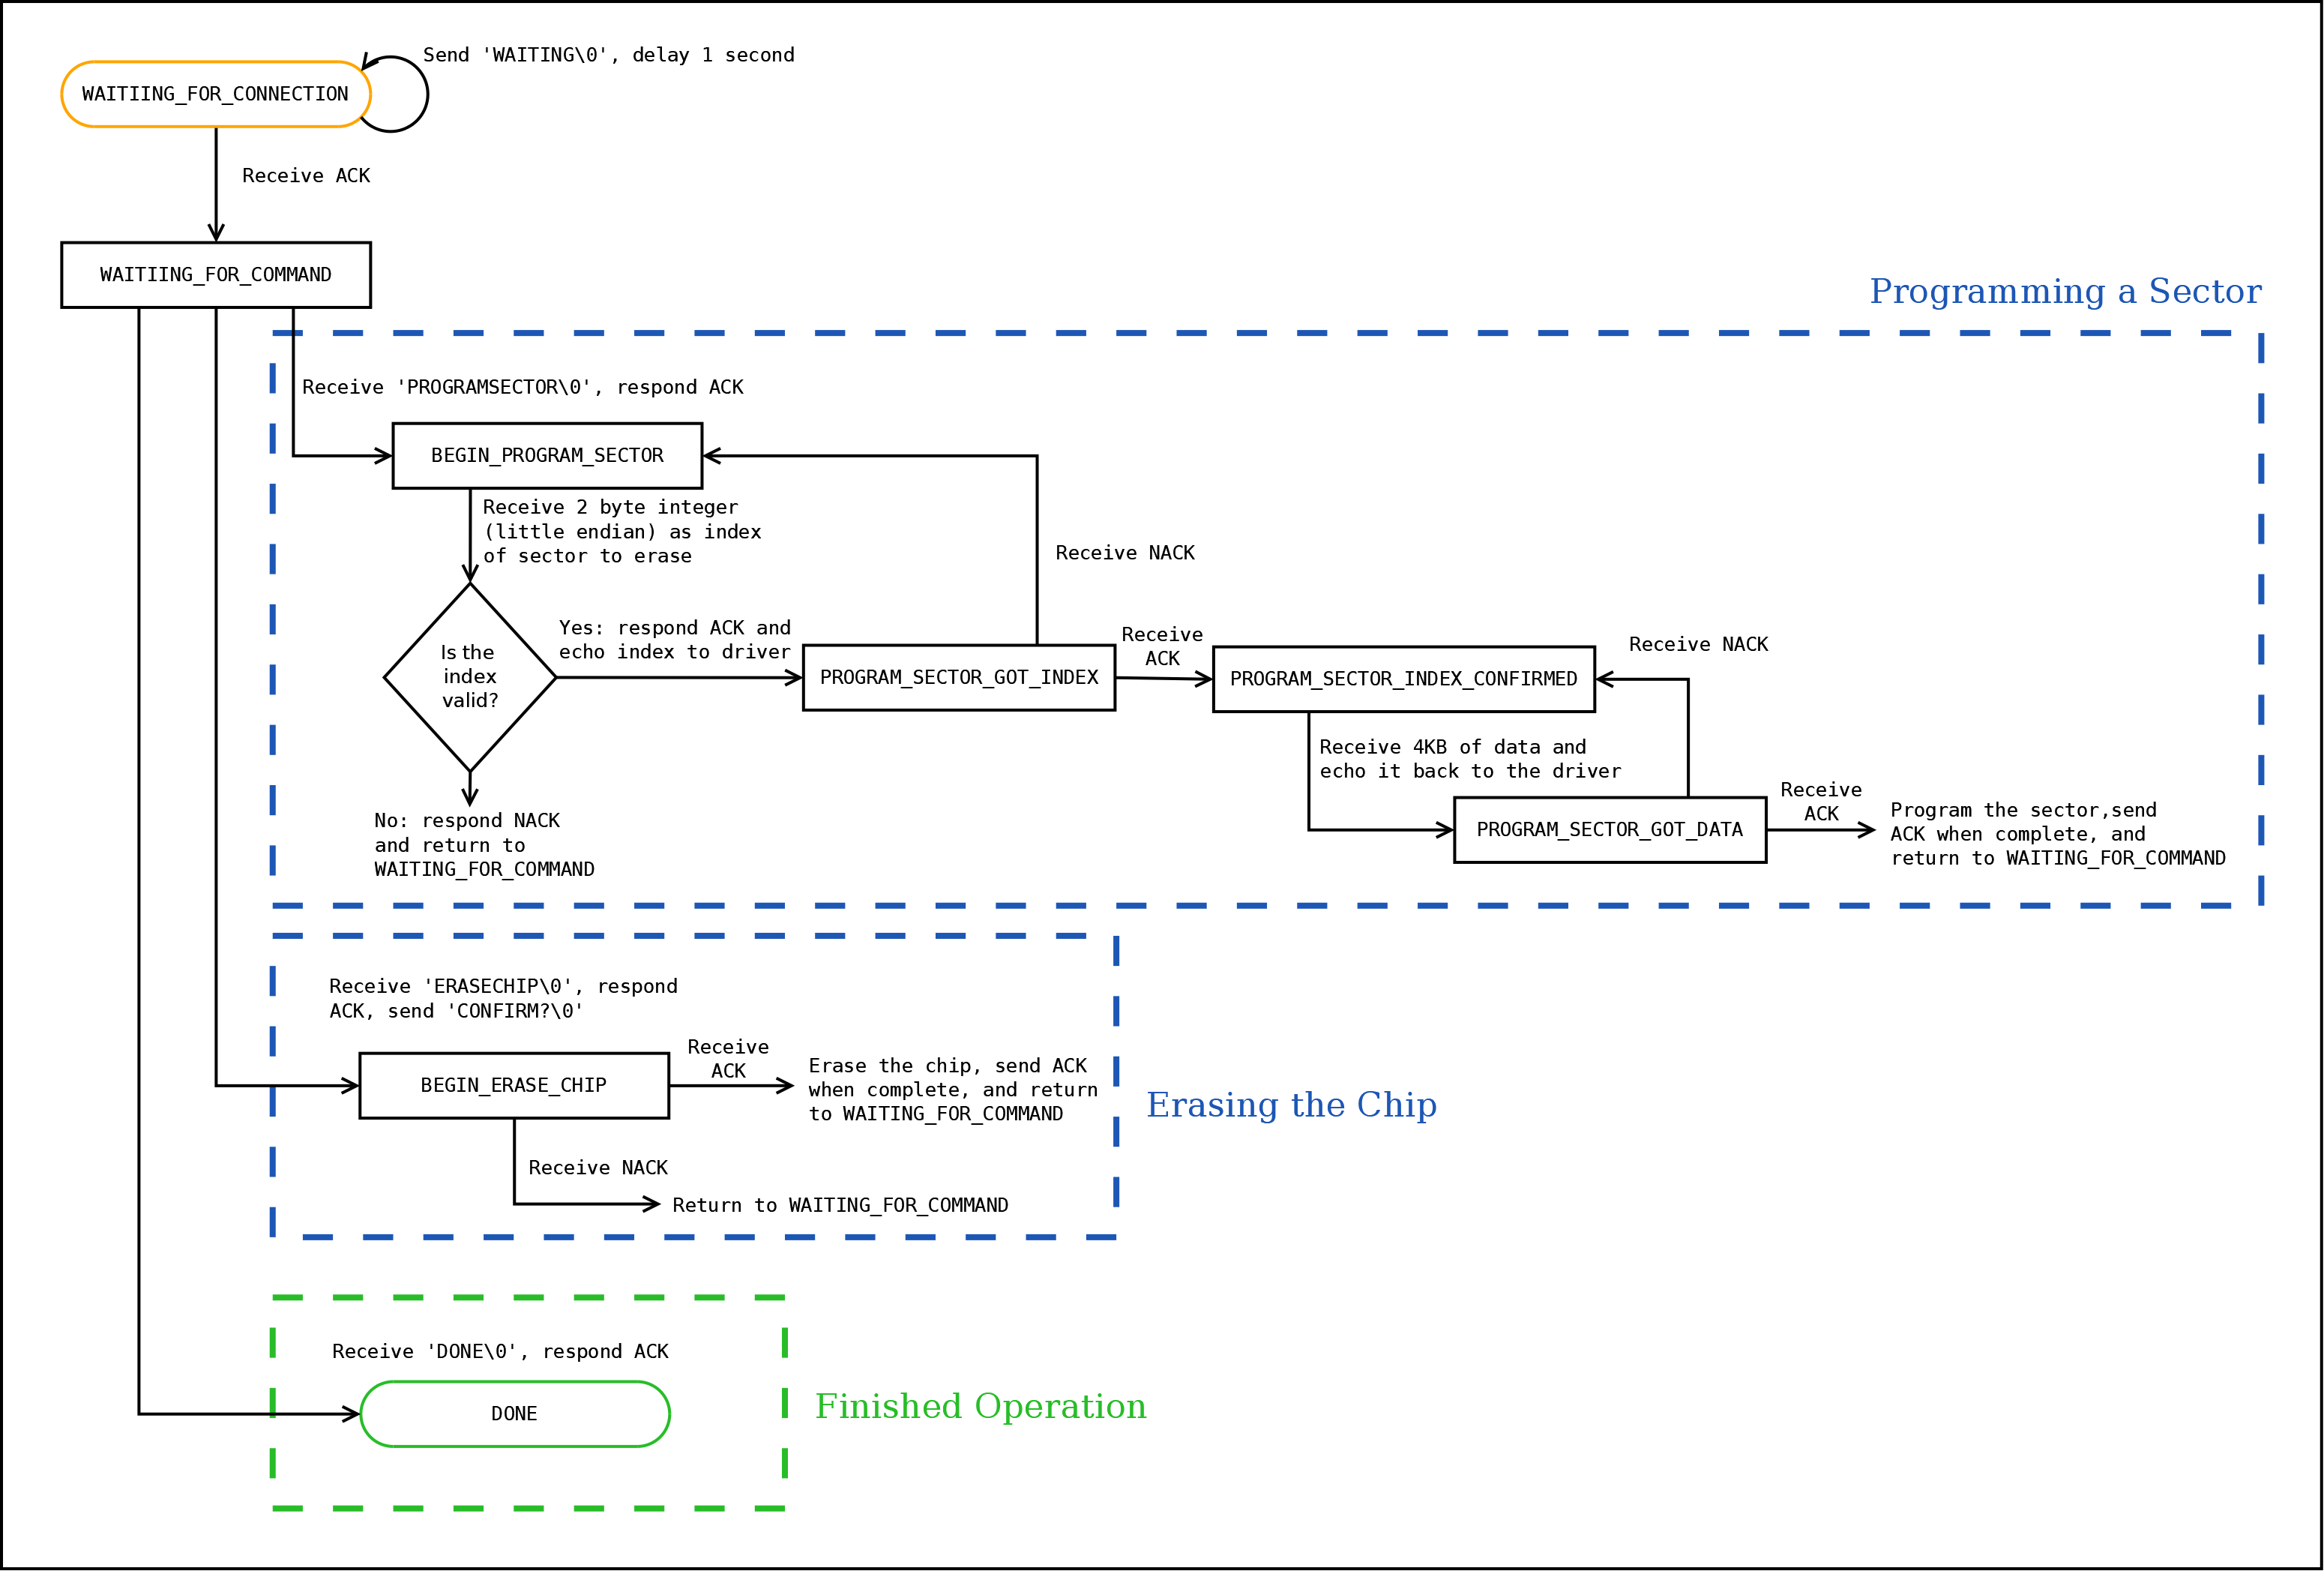 Send 'WAITING\0', delay 1 second
WAITIING_FOR_CONNECTION
Receive ACK
WAITIING_FOR_COMMAND
Programming a Sector
Receive 'PROGRAMSECTOR\0', respond ACK
BEGIN_PROGRAM_SECTOR
Receive 2 byte integer
(little endian) as index
of sector to erase
Receive NACK
Is the
index
valid?
Yes: respond ACK and
echo index to driver
PROGRAM_SECTOR_GOT_INDEX
Receive
ACK
PROGRAM_SECTOR_INDEX_CONFIRMED
Receive NACK
Receive 4KB of data and
echo it back to the driver
PROGRAM_SECTOR_GOT_DATA
Receive
ACK
Program the sector,send
ACK when complete, and
return to WAITING_FOR_COMMAND
No: respond NACK
and return to
WAITING_FOR_COMMAND
Receive 'ERASECHIP\0', respond
ACK, send 'CONFIRM?\0'
BEGIN_ERASE_CHIP
Receive
ACK
Erase the chip, send ACK
when complete, and return
to WAITING_FOR_COMMAND
Erasing the Chip
Receive NACK
Return to WAITING_FOR_COMMAND
Receive 'DONE\0', respond ACK
DONE
Finished Operation